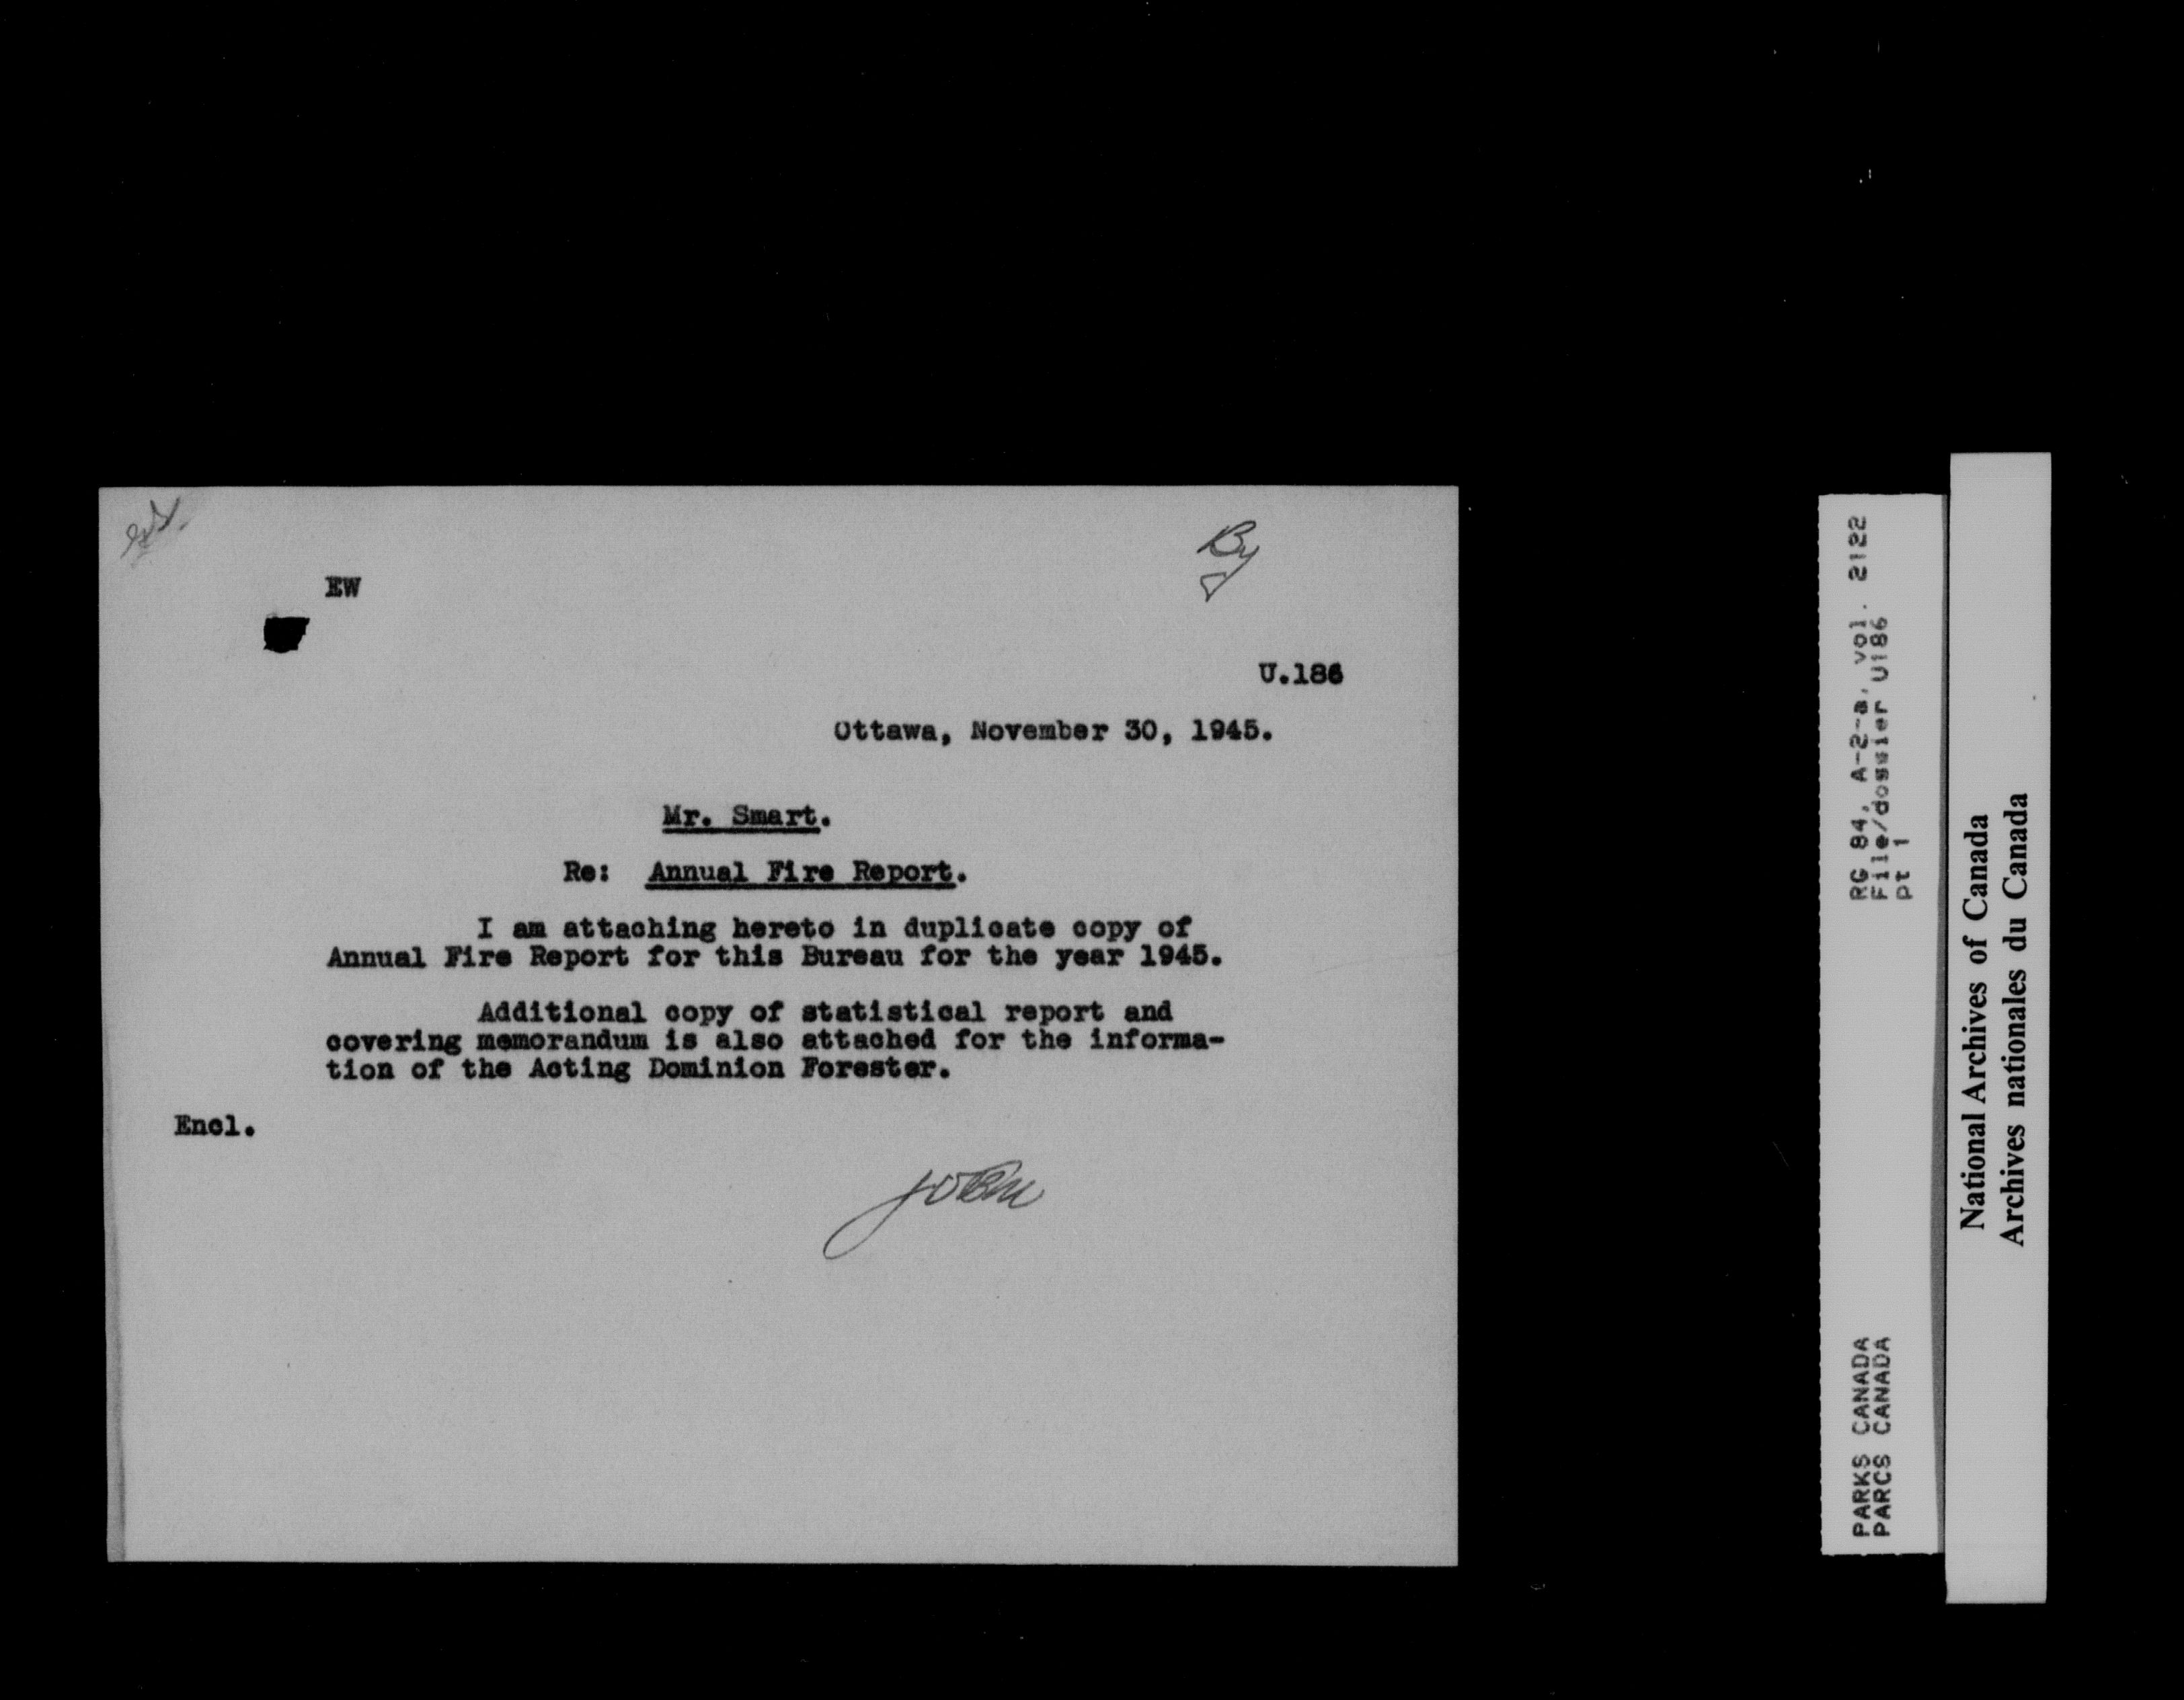 By
EW
U.186
Ottawa, November 30, 1945.
Mr. Smart.
Re: Annual Fire Report.
I am attaching hereto in duplicate copy of
Annual Fire Report for this Bureau for the year 1945.
Additional copy of statistical report and
covering memorandum is also attached for the informa-
tion of the Acting Dominion Forester.
Encl.
RG 84, A-2-a, vol. 2122
File/dossier U186
pt 1
PARKS CANADA
PARCS CANADA
National Archives of Canada
Archives nationales du Canada